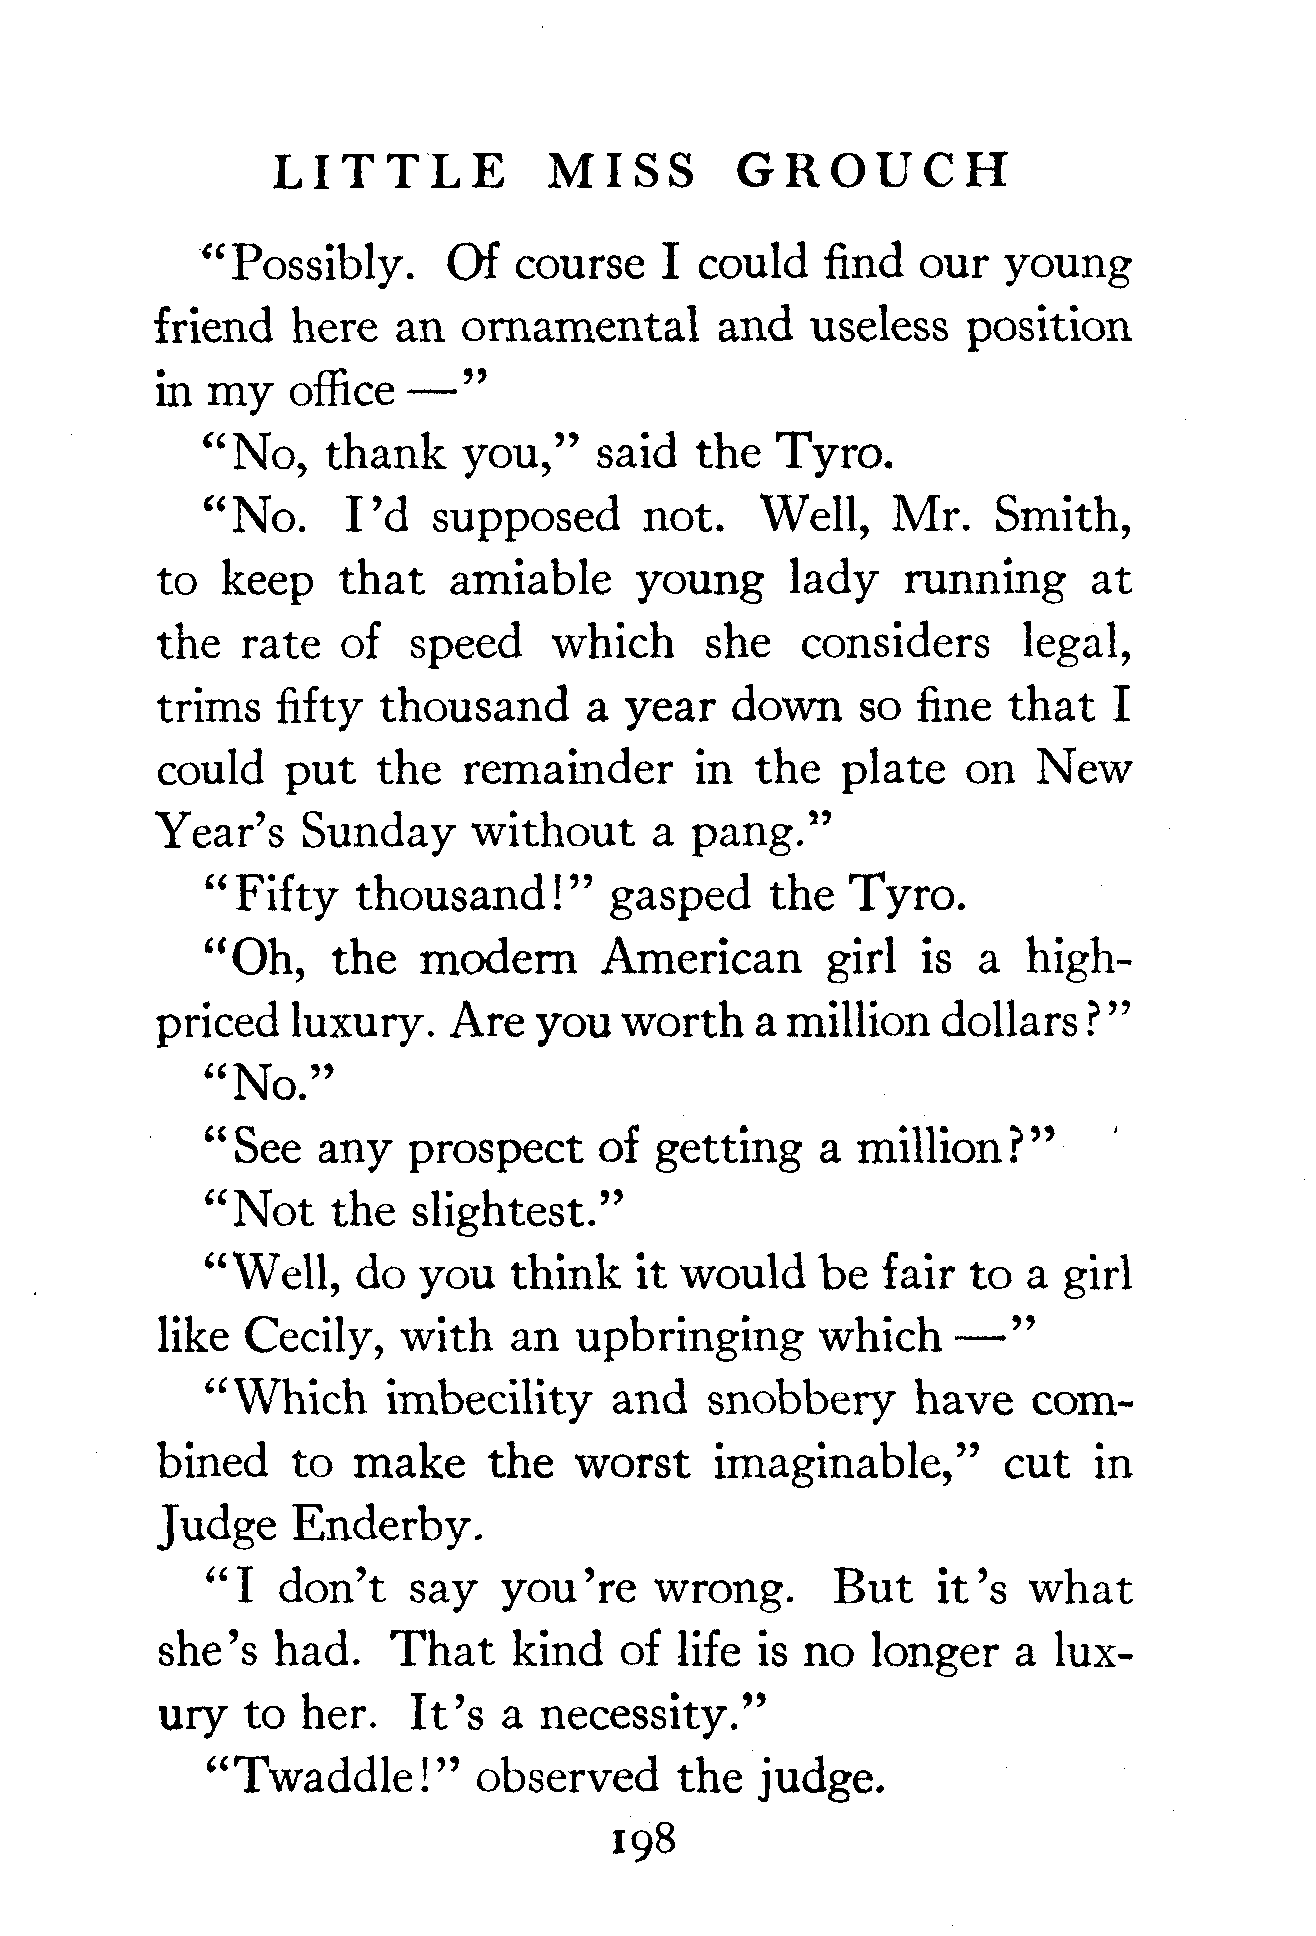 LITTLE MISS GROUCH
“Possibly. Of course I could find our young
friend here an ornamental and useless position
in my office —”
“No, thank you,” said the Tyro.
“No. I’d supposed not. Well, Mr. Smith,
to keep that amiable young lady running at
the rate of speed which she considers legal,
trims fifty thousand a year down so fine that I
could put the remainder in the plate on New
Year’s Sunday without a pang.”
“Fifty thousand!” gasped the Tyro.
“Oh, the modern American girl is a high-
priced luxury. Are you worth a million dollars?”
“No.”
“See any prospect of getting a million?”
“Not the slightest.”
“Well, do you think it would be fair to a girl
like Cecily, with an upbringing which —”
“Which imbecility and snobbery have com-
bined to make the worst imaginable,” cut in
Judge Enderby.
“I don’t say you’re wrong. But it’s what
she’s had. That kind of life is no longer a lux-
ury to her. It’s a necessity.”
“Twaddle!” observed the judge.
198